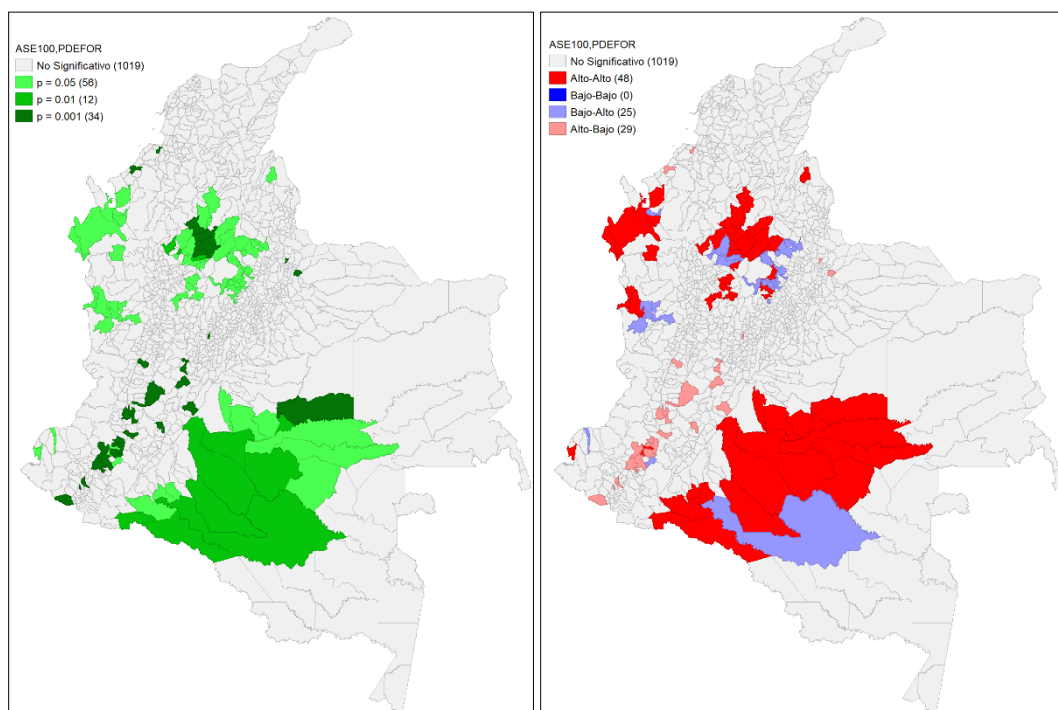 ASE100,PDEFOR
No Significativo (1019)
p = 0.05 (56)
p = 0.01 (12)
p = 0.001 (34)
ASE100,PDEFOR
No Significativo (1019)
Alto-Alto (48)
Bajo-Bajo (0)
Bajo-Alto (25)
Alto-Bajo (29)